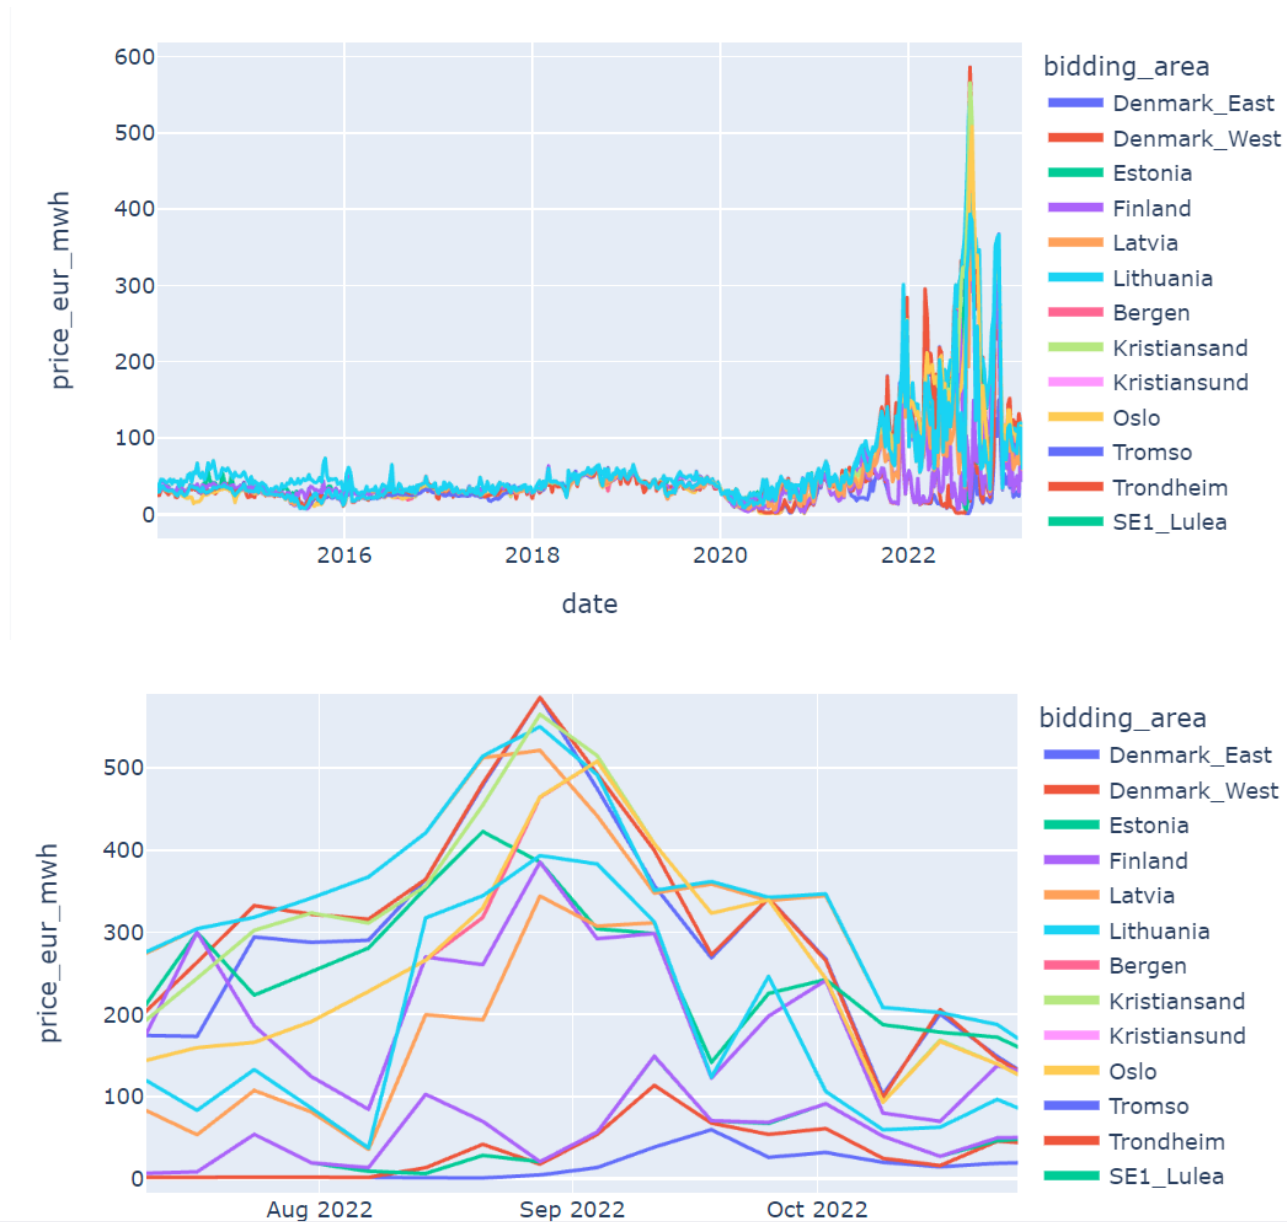 price_eur_mwh
600
500
400
300
200
100
0
2016
2018
2020
2022
date
bidding_area
Denmark_East
Denmark_West
Estonia
Finland
Latvia
Lithuania
Bergen
Kristiansand
Kristiansund
Oslo
Tromso
Trondheim
SE1_Lulea
price_eur_mwh
500
400
300
200
100
0
Aug 2022
Sep 2022
Oct 2022
bidding_area
Denmark_East
Denmark_West
Estonia
Finland
Latvia
Lithuania
Bergen
Kristiansand
Kristiansund
Oslo
Tromso
Trondheim
SE1_Lulea